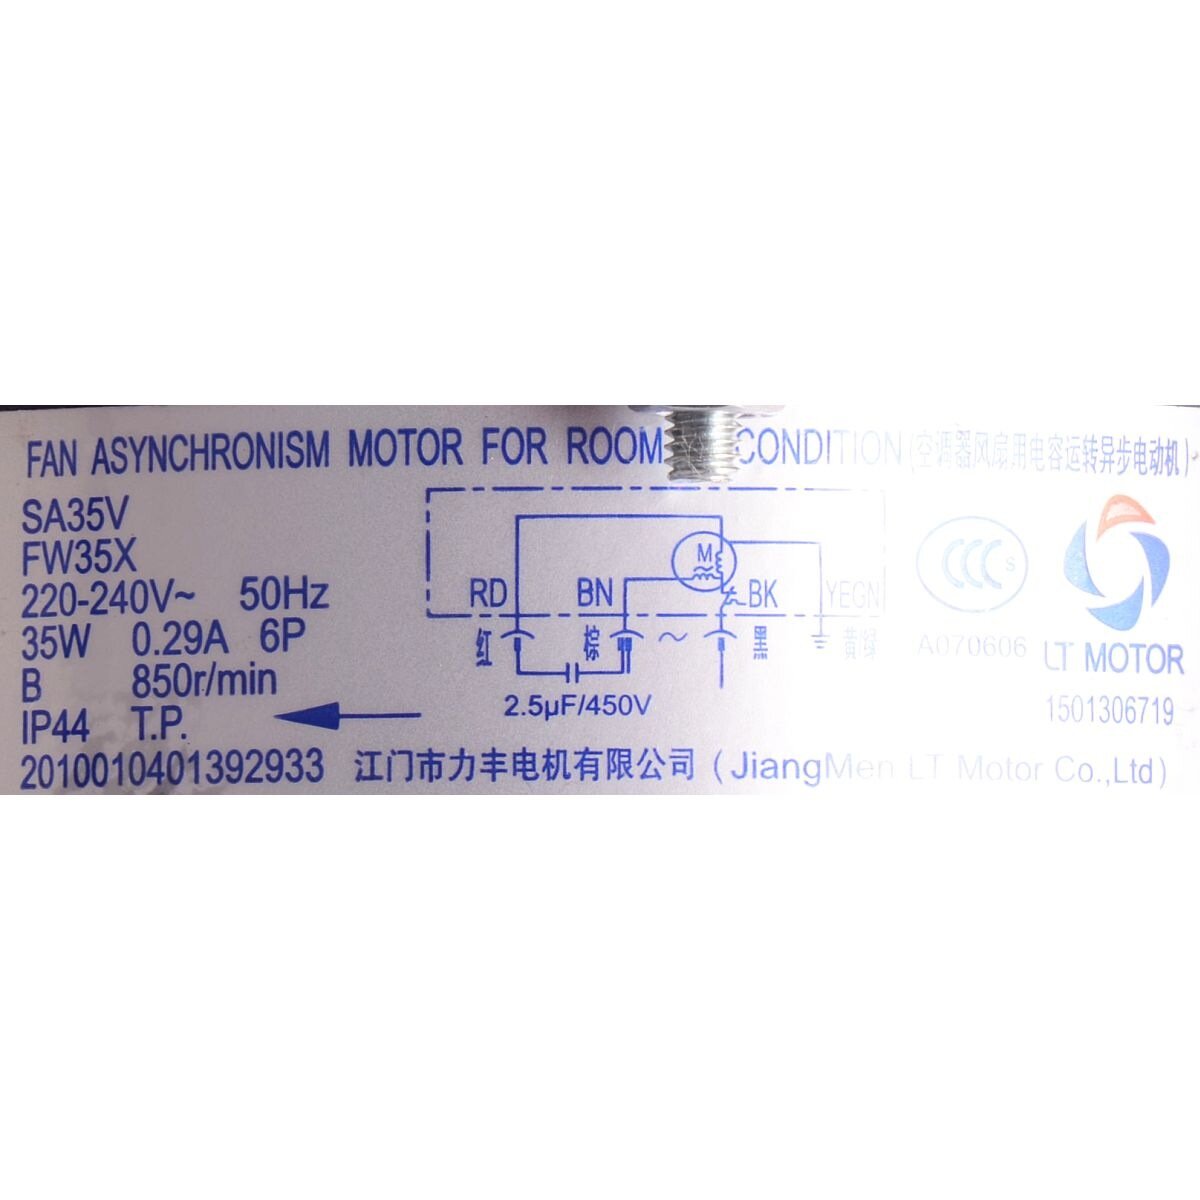 FAN ASYNCHRONISM MOTOR FOR ROOM CONDITION (空调器风扇用电容运转异步电动机)
SA35V
FW35X
220-240V~ 50Hz
35W 0.29A 6P
B 850r/min
IP44 T.P.
2010010401392933
M
RD BN BK YEGN
红 棕 ~ 黑 黄绿
2.5µF/450V
CCC S
A070606
LT MOTOR
1501306719
江门市力丰电机有限公司 (JiangMen LT Motor Co.,Ltd)